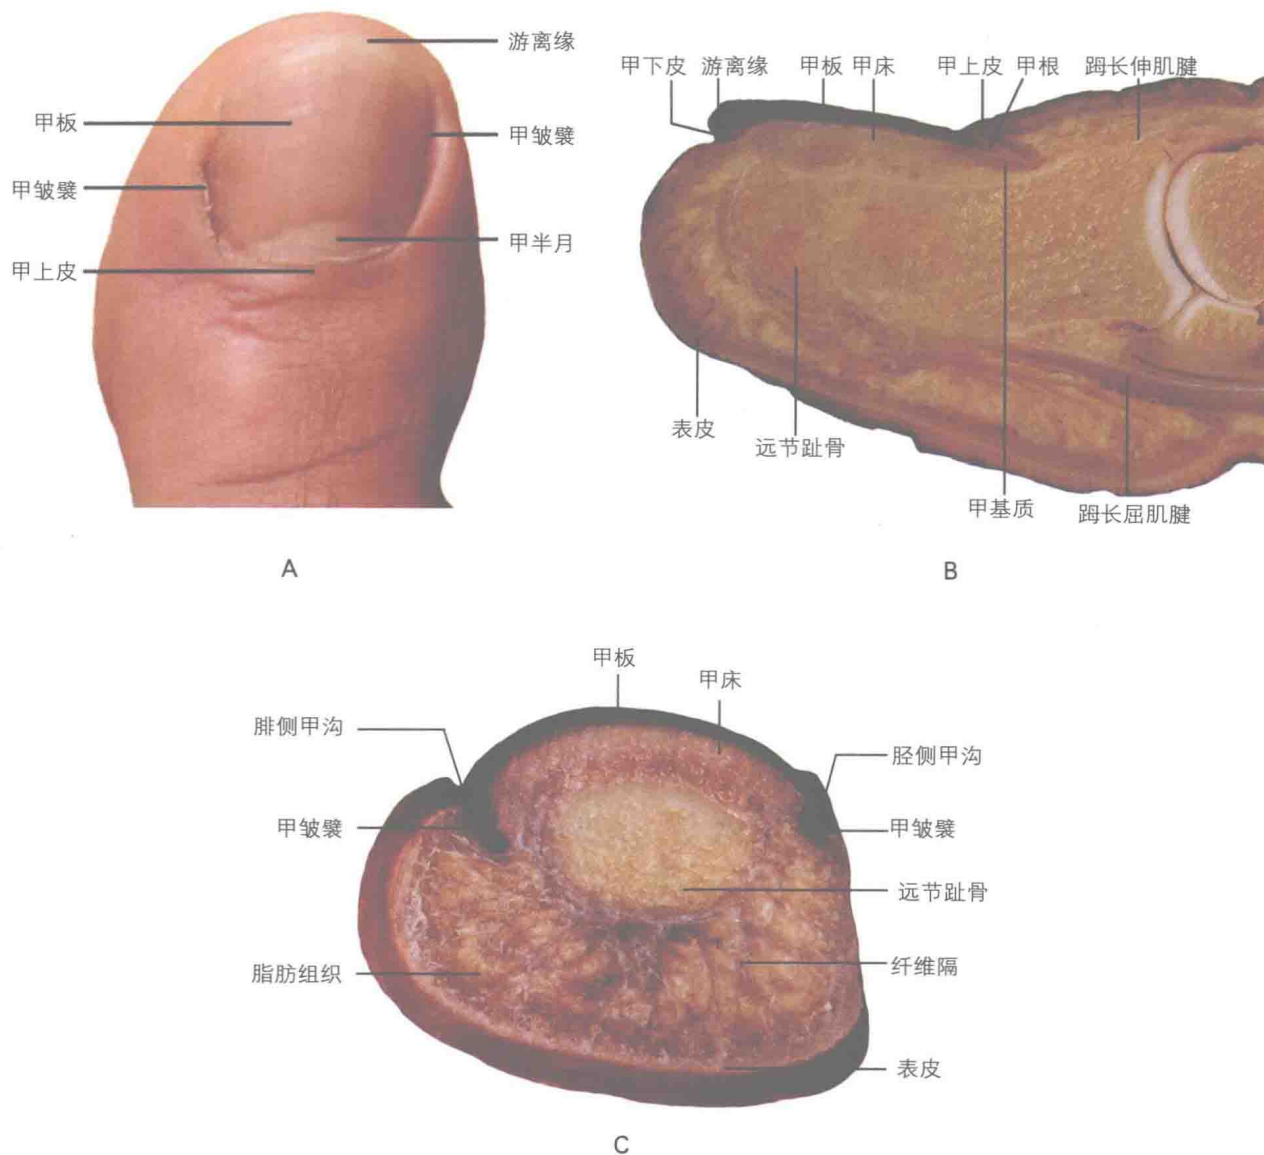 游离缘
甲板
甲皱襞
甲皱襞
甲半月
甲上皮
A
甲下皮 游离缘 甲板 甲床 甲上皮 甲根 𧿹长伸肌腱
表皮
远节趾骨
甲基质
𧿹长屈肌腱
B
甲板
甲床
腓侧甲沟
胫侧甲沟
甲皱襞
甲皱襞
远节趾骨
脂肪组织
纤维隔
表皮
C